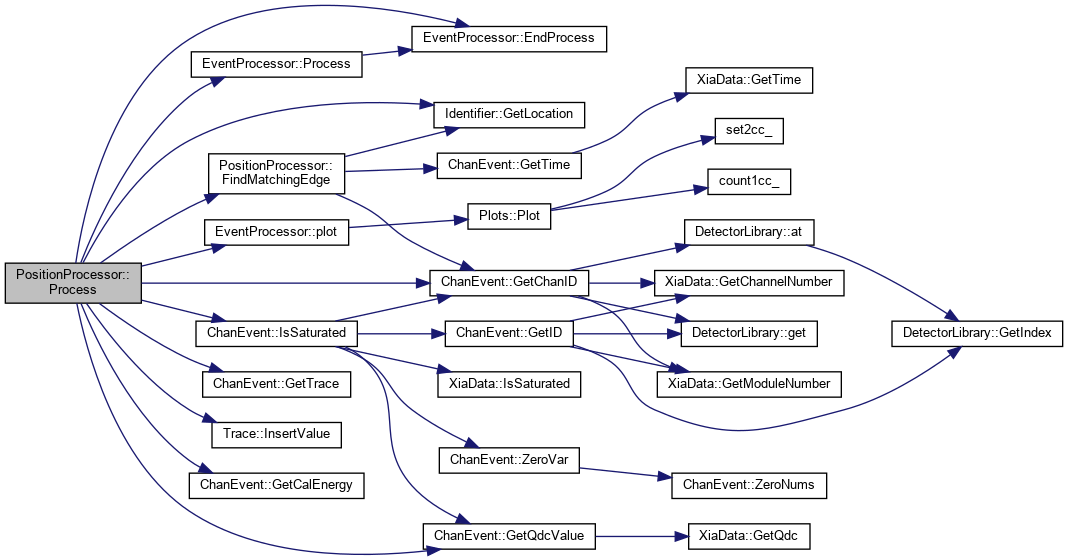 PositionProcessor::
Process
EventProcessor::EndProcess
EventProcessor::Process
Identifier::GetLocation
PositionProcessor::
FindMatchingEdge
ChanEvent::GetTime
XiaData::GetTime
set2cc_
count1cc_
EventProcessor::plot
Plots::Plot
DetectorLibrary::at
ChanEvent::GetChanID
XiaData::GetChannelNumber
ChanEvent::IsSaturated
ChanEvent::GetID
DetectorLibrary::get
DetectorLibrary::GetIndex
ChanEvent::GetTrace
XiaData::IsSaturated
XiaData::GetModuleNumber
Trace::InsertValue
ChanEvent::ZeroVar
ChanEvent::GetCalEnergy
ChanEvent::ZeroNums
ChanEvent::GetQdcValue
XiaData::GetQdc